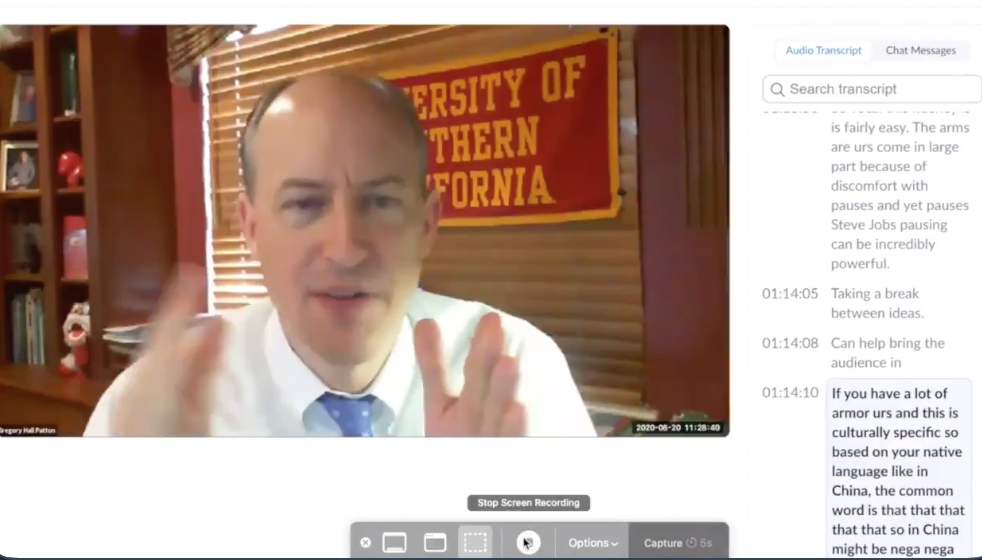 ERSITY OF
THERN
FORNIA
Gregory Hall Patton
2020-08-20 11:28:40
Audio Transcript Chat Messages
Search transcript
is fairly easy. The arms
are urs come in large
part because of
discomfort with
pauses and yet pauses
Steve Jobs pausing
can be incredibly
powerful.
01:14:05 Taking a break
between ideas.
01:14:08 Can help bring the
audience in
01:14:10 If you have a lot of
armor urs and this is
culturally specific so
based on your native
language like in
China, the common
word is that that that
that that so in China
might be nega nega
Stop Screen Recording
Options Capture 5s